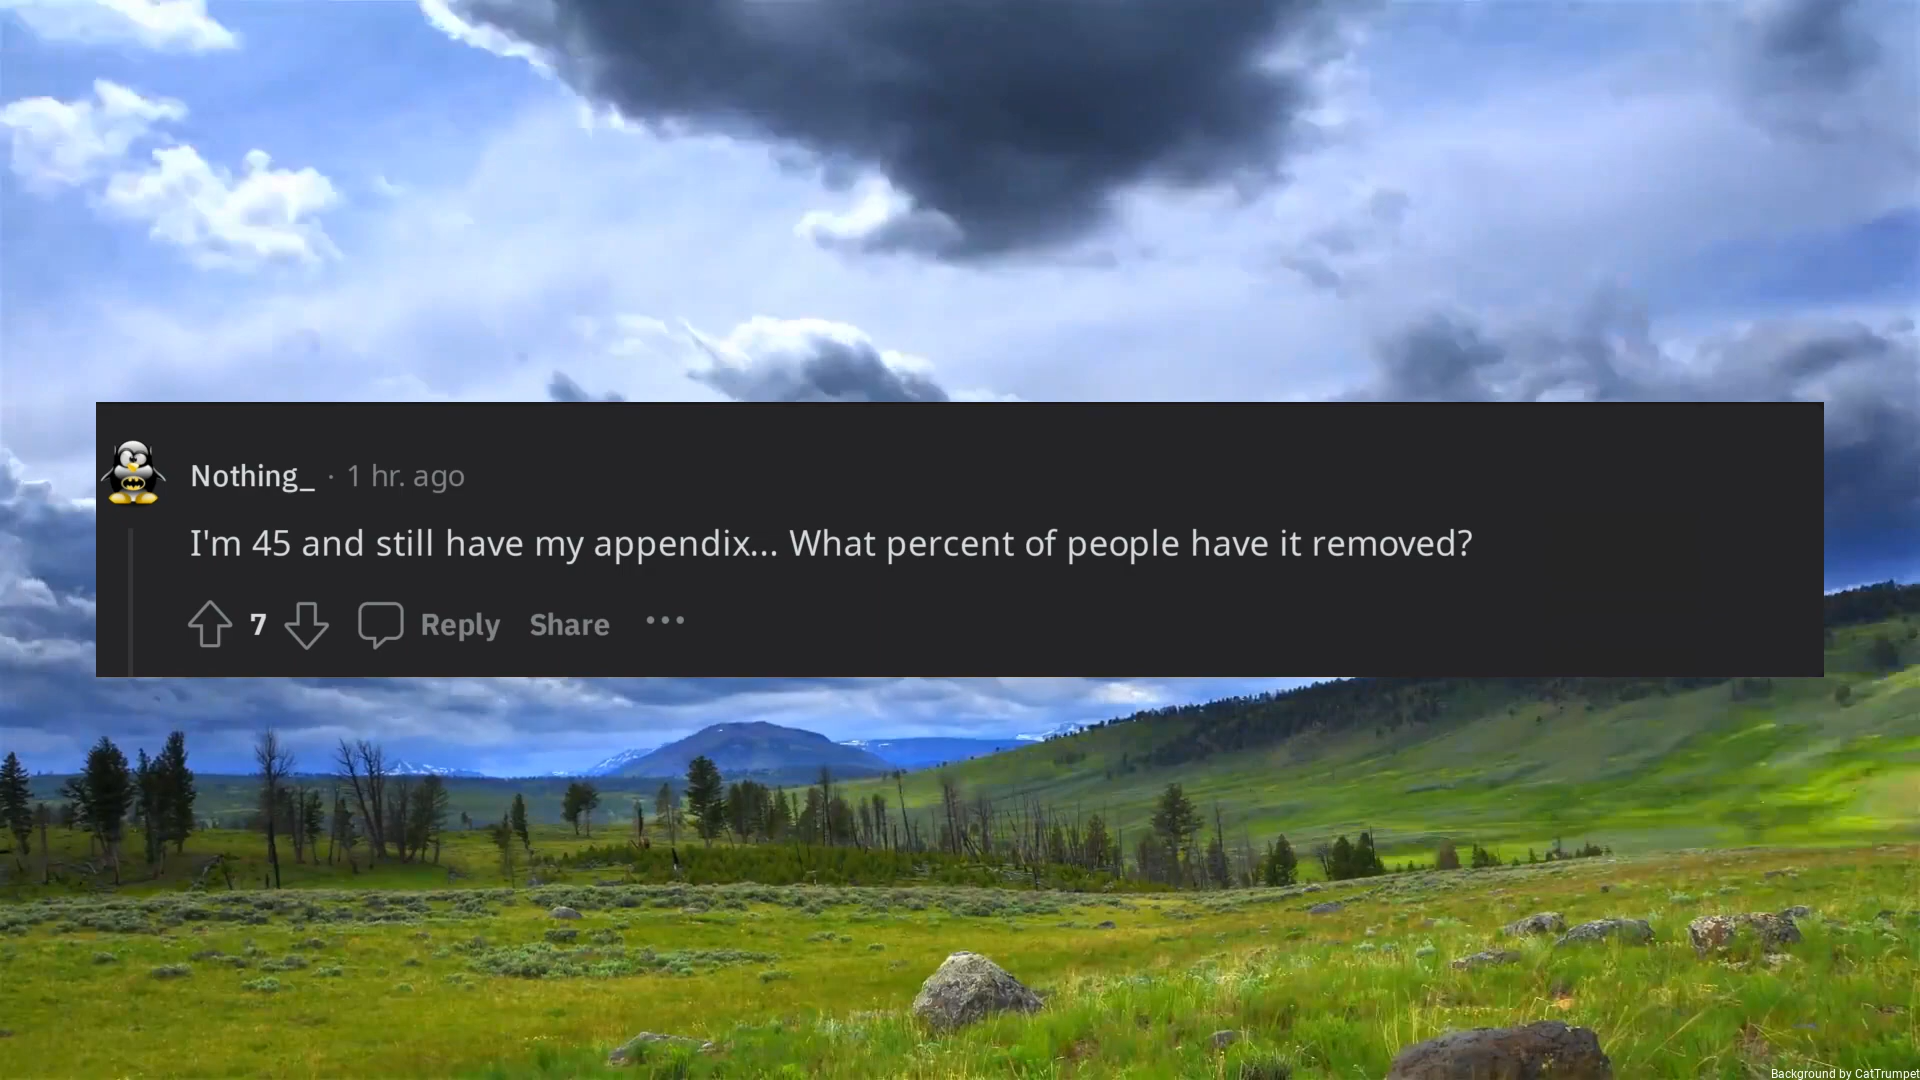 Nothing_ · 1 hr. ago
I'm 45 and still have my appendix... What percent of people have it removed?
7 Reply Share ...
Background by CatTrumpet